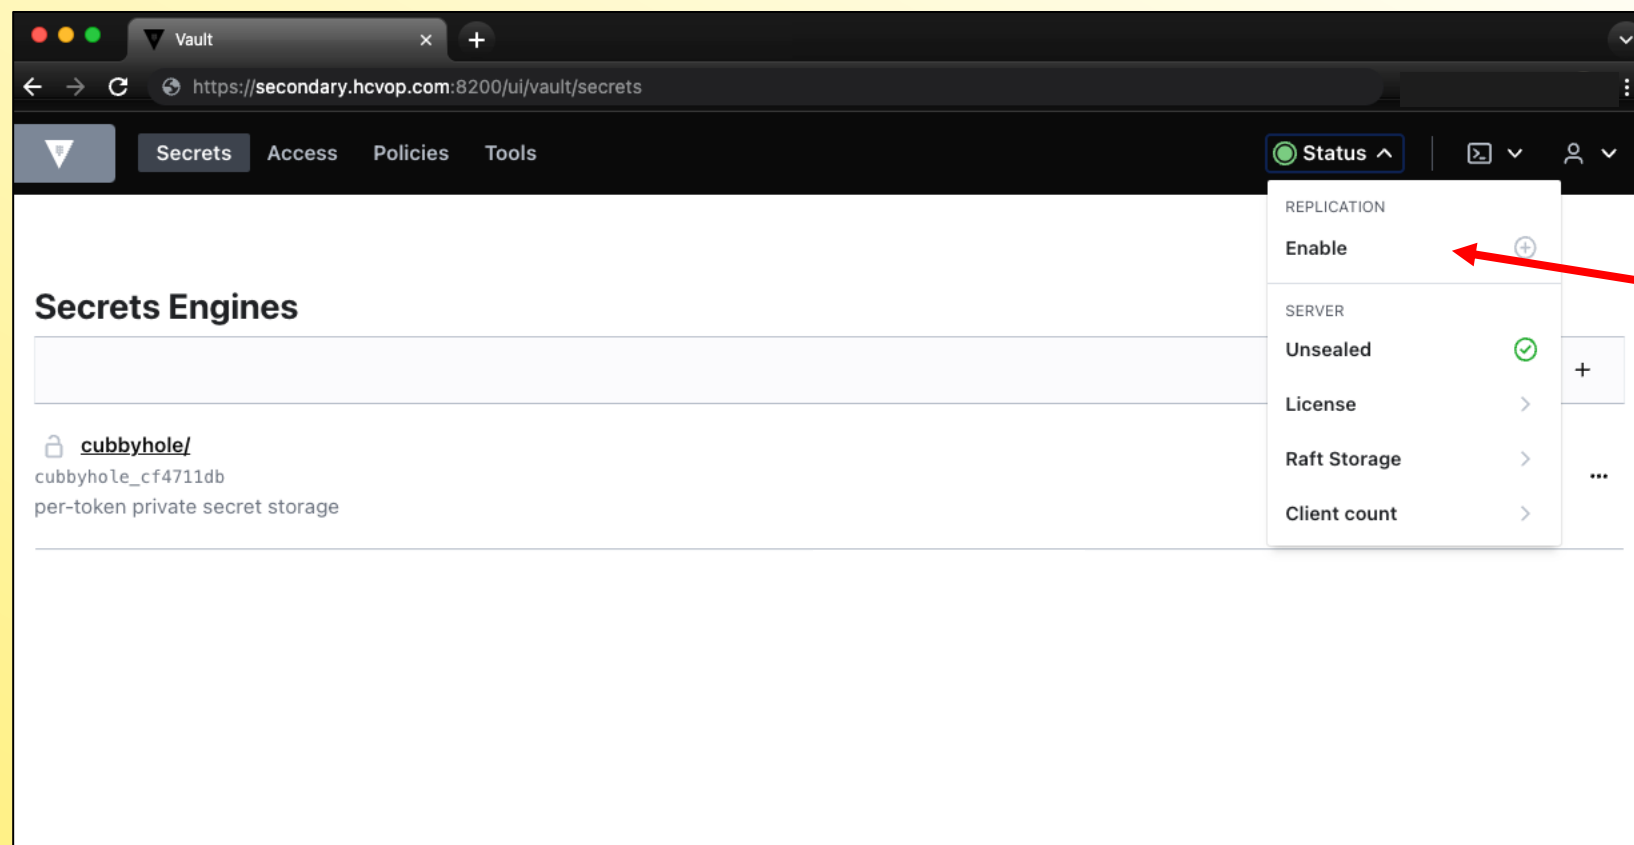 Vault
https://secondary.hcvop.com:8200/ui/vault/secrets
Secrets Access Policies Tools Status
REPLICATION
Enable
Secrets Engines
SERVER
Unsealed
License
cubbyhole/
cubbyhole_cf4711db
per-token private secret storage
Raft Storage
Client count